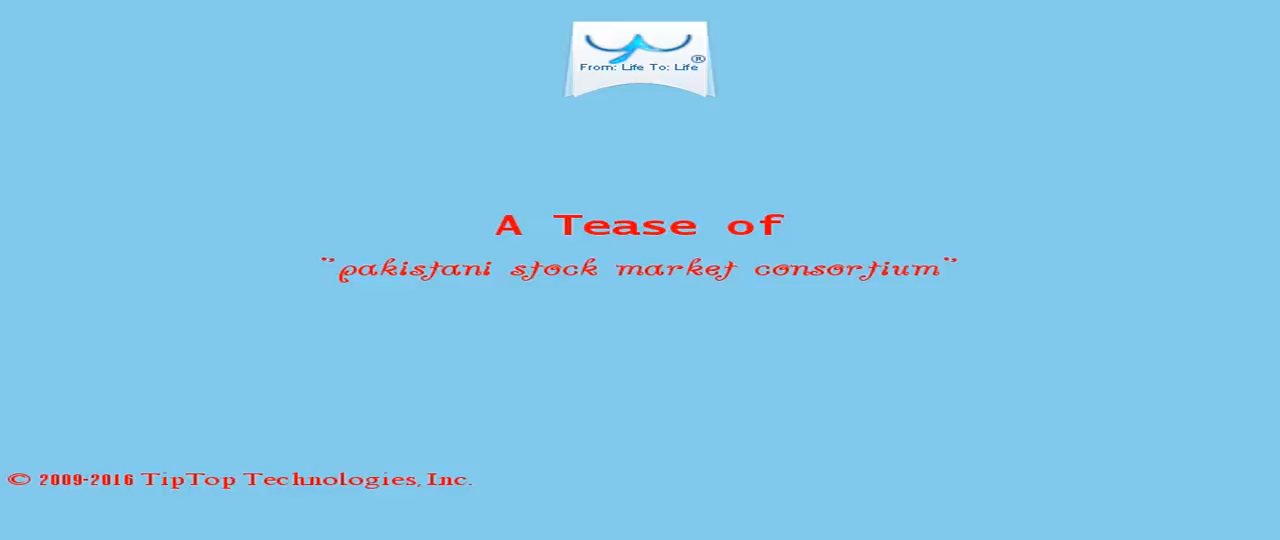 From: Life To: Life®
A Tease of
"pakistani stock market consortium"
© 2009-2016 TipTop Technologies, Inc.